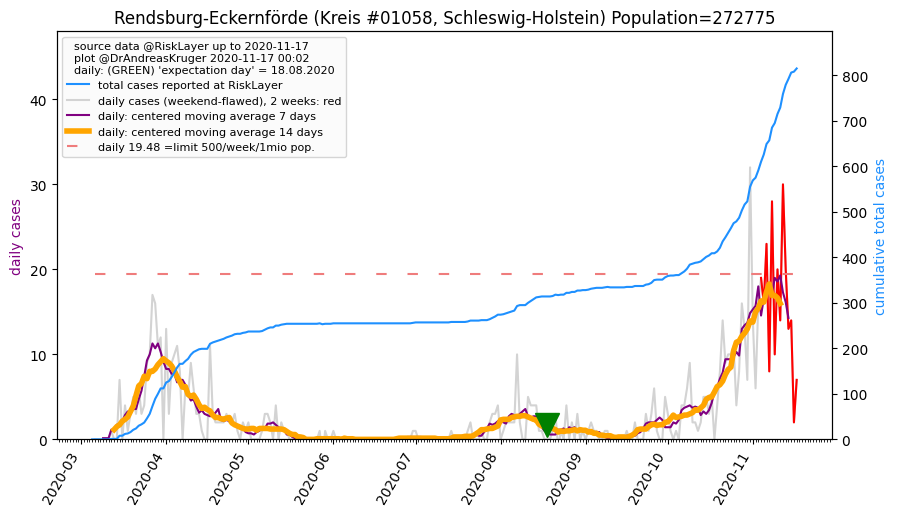 Rendsburg-Eckernförde (Kreis #01058, Schleswig-Holstein) Population=272775
source data @RiskLayer up to 2020-11-17
plot @DrAndreasKruger 2020-11-17 00:02
daily: (GREEN) 'expectation day' = 18.08.2020
total cases reported at RiskLayer
daily cases (weekend-flawed), 2 weeks: red
daily: centered moving average 7 days
daily: centered moving average 14 days
daily 19.48 =limit 500/week/1mio pop.
daily cases
40
30
20
10
0
cumulative total cases
800
700
600
500
400
300
200
100
0
2020-03
2020-04
2020-05
2020-06
2020-07
2020-08
2020-09
2020-10
2020-11